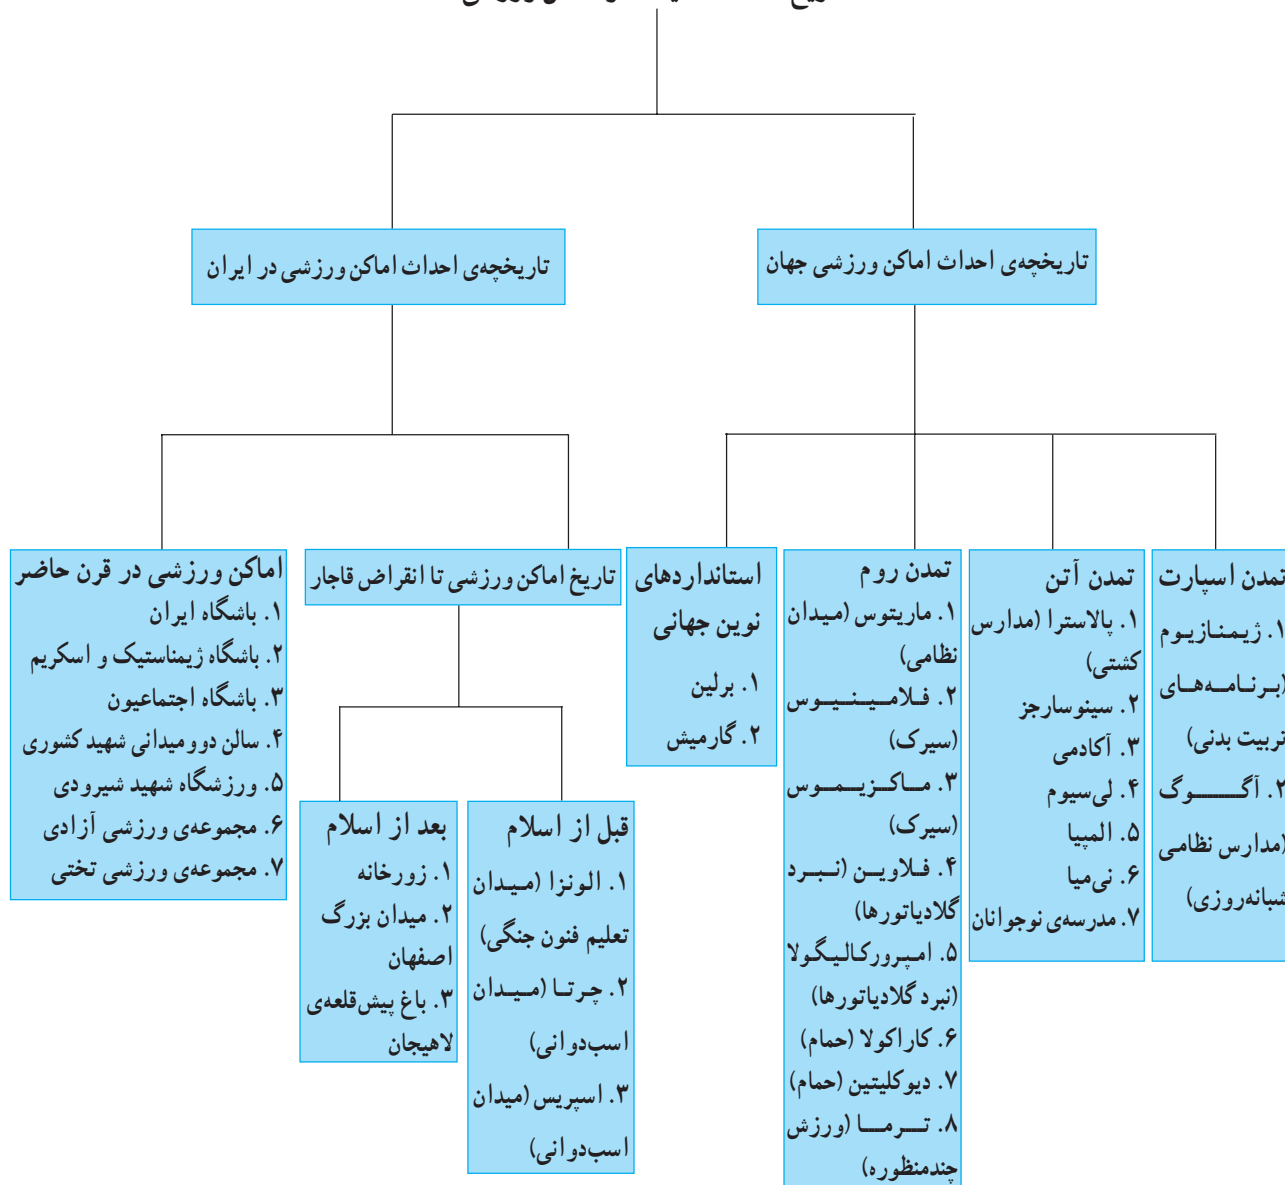 تاریخچه‌ی احداث اماکن ورزشی جهان
تاریخچه‌ی احداث اماکن ورزشی در ایران
تمدن اسپارت
۱. ژیمنازیوم
(برنامه‌های
تربیت بدنی)
۲. آگوگ
(مدارس نظامی
شبانه‌روزی)
تمدن آتن
۱. پالاسترا (مدارس
کشتی)
۲. سینوسارجز
۳. آکادمی
۴. لی‌سیوم
۵. المپیا
۶. نی‌میا
۷. مدرسه‌ی نوجوانان
تمدن روم
۱. ماریتوس (میدان
نظامی)
۲. فلامینیوس
(سیرک)
۳. ماکزیموس
(سیرک)
۴. فلاوین (نبرد
گلادیاتورها)
۵. امپرورکالیگولا
(نبرد گلادیاتورها)
۶. کاراکولا (حمام)
۷. دیوکلیتین (حمام)
۸. ترما (ورزش
چندمنظوره)
استانداردهای
نوین جهانی
۱. برلین
۲. گارمیش
تاریخ اماکن ورزشی تا انقراض قاجار
قبل از اسلام
۱. الونزا (میدان
تعلیم فنون جنگی)
۲. چرتا (میدان
اسب‌دوانی)
۳. اسپریس (میدان
اسب‌دوانی)
بعد از اسلام
۱. زورخانه
۲. میدان بزرگ
اصفهان
۳. باغ پیش‌قلعه‌ی
لاهیجان
اماکن ورزشی در قرن حاضر
۱. باشگاه ایران
۲. باشگاه ژیمناستیک و اسکریم
۳. باشگاه اجتماعیون
۴. سالن دوومیدانی شهید کشوری
۵. ورزشگاه شهید شیرودی
۶. مجموعه‌ی ورزشی آزادی
۷. مجموعه‌ی ورزشی تختی